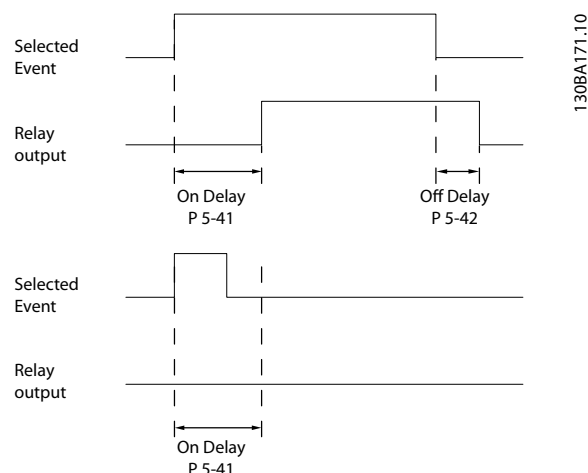 130BA171.10
Selected
Event
Relay
output
On Delay
P 5-41
Off Delay
P 5-42
Selected
Event
Relay
output
On Delay
P 5-41